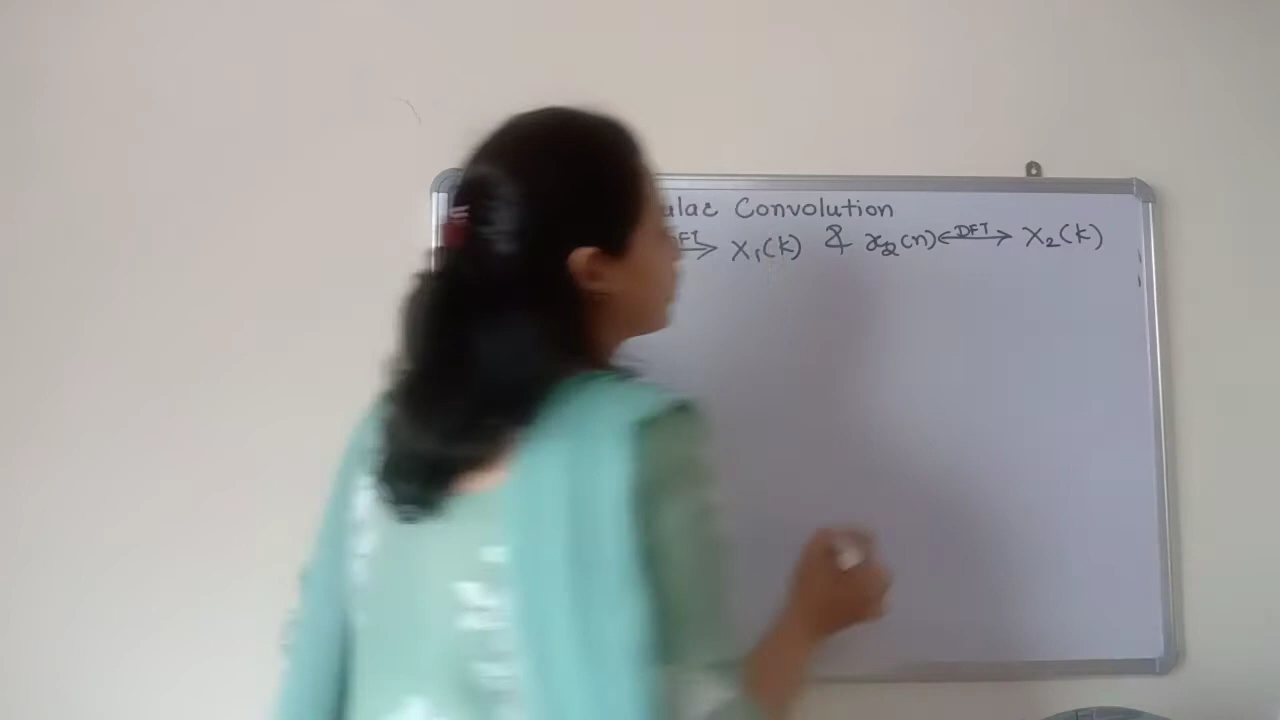 Convolution
X₁(k) & x₂(n) <-DFT-> X₂(k)